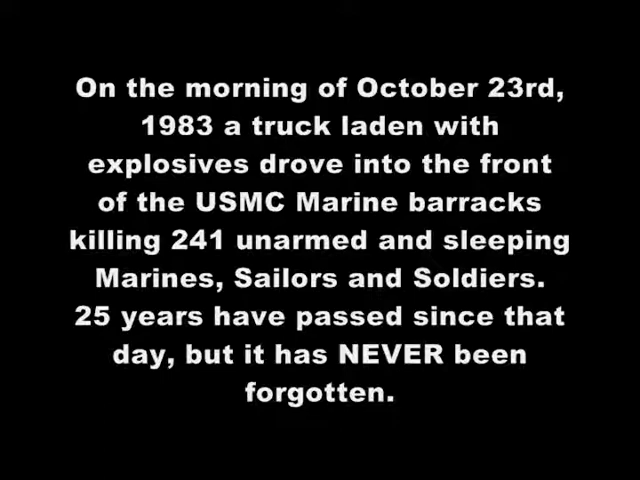 On the morning of October 23rd,
1983 a truck laden with
explosives drove into the front
of the USMC Marine barracks
killing 241 unarmed and sleeping
Marines, Sailors and Soldiers.
25 years have passed since that
day, but it has NEVER been
forgotten.